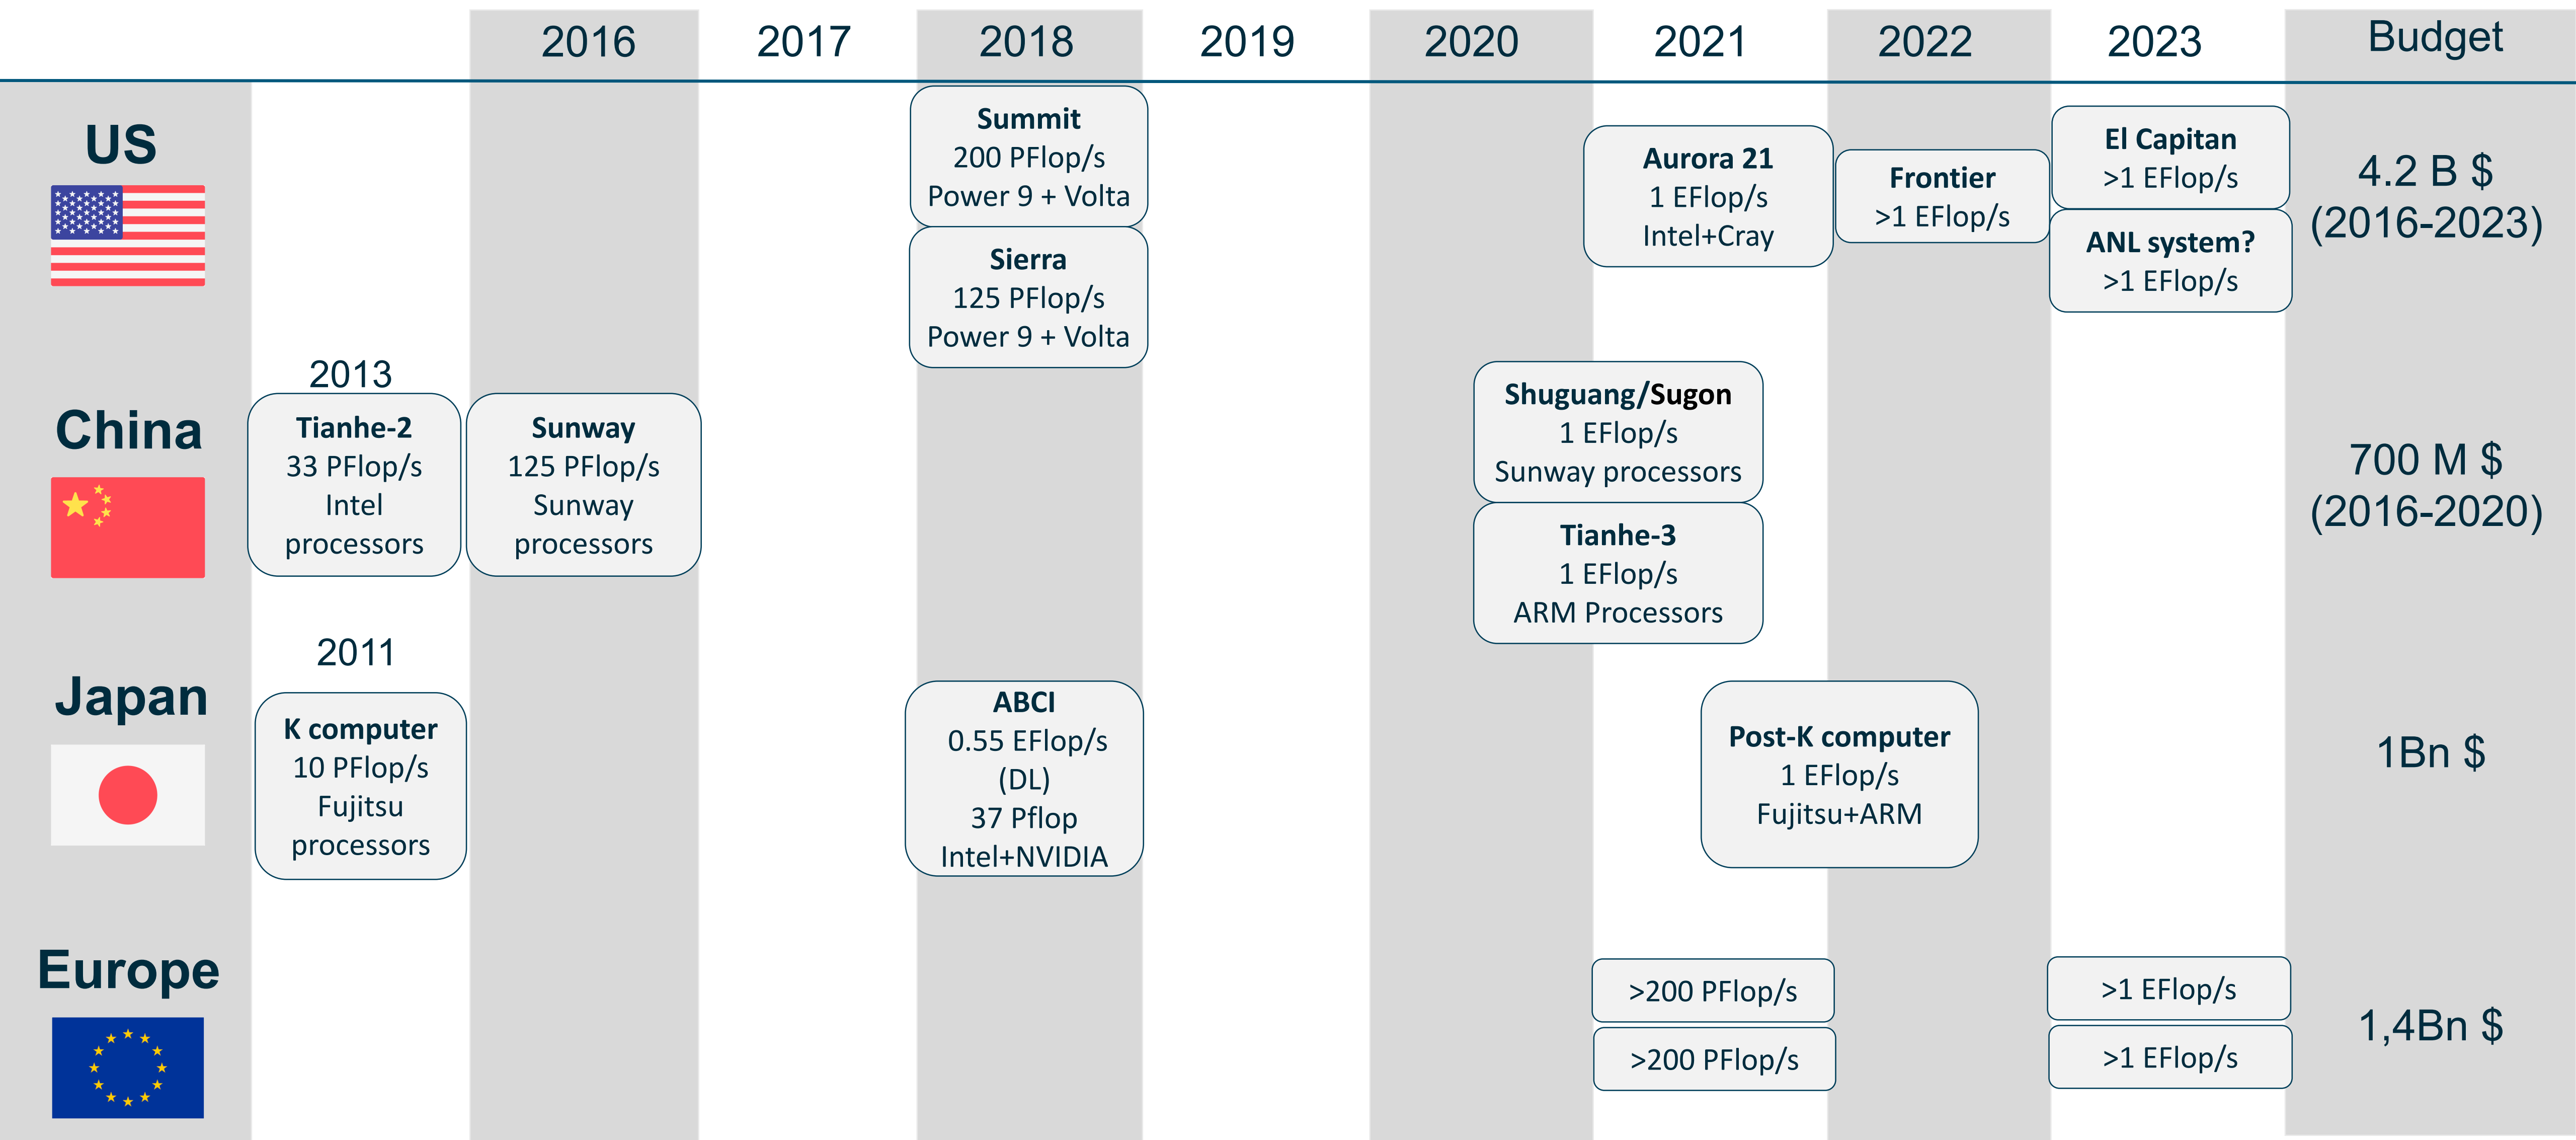 2016
2017
2018
2019
2020
2021
2022
2023
Budget
US
Summit
200 PFlop/s
Power 9 + Volta
Sierra
125 PFlop/s
Power 9 + Volta
Aurora 21
1 EFlop/s
Intel+Cray
Frontier
>1 EFlop/s
El Capitan
>1 EFlop/s
ANL system?
>1 EFlop/s
4.2 B $
(2016-2023)
China
2013
Tianhe-2
33 PFlop/s
Intel
processors
Sunway
125 PFlop/s
Sunway
processors
Shuguang/Sugon
1 EFlop/s
Sunway processors
Tianhe-3
1 EFlop/s
ARM Processors
700 M $
(2016-2020)
Japan
2011
K computer
10 PFlop/s
Fujitsu
processors
ABCI
0.55 EFlop/s
(DL)
37 Pflop
Intel+NVIDIA
Post-K computer
1 EFlop/s
Fujitsu+ARM
1Bn $
Europe
>200 PFlop/s
>200 PFlop/s
>1 EFlop/s
>1 EFlop/s
1,4Bn $